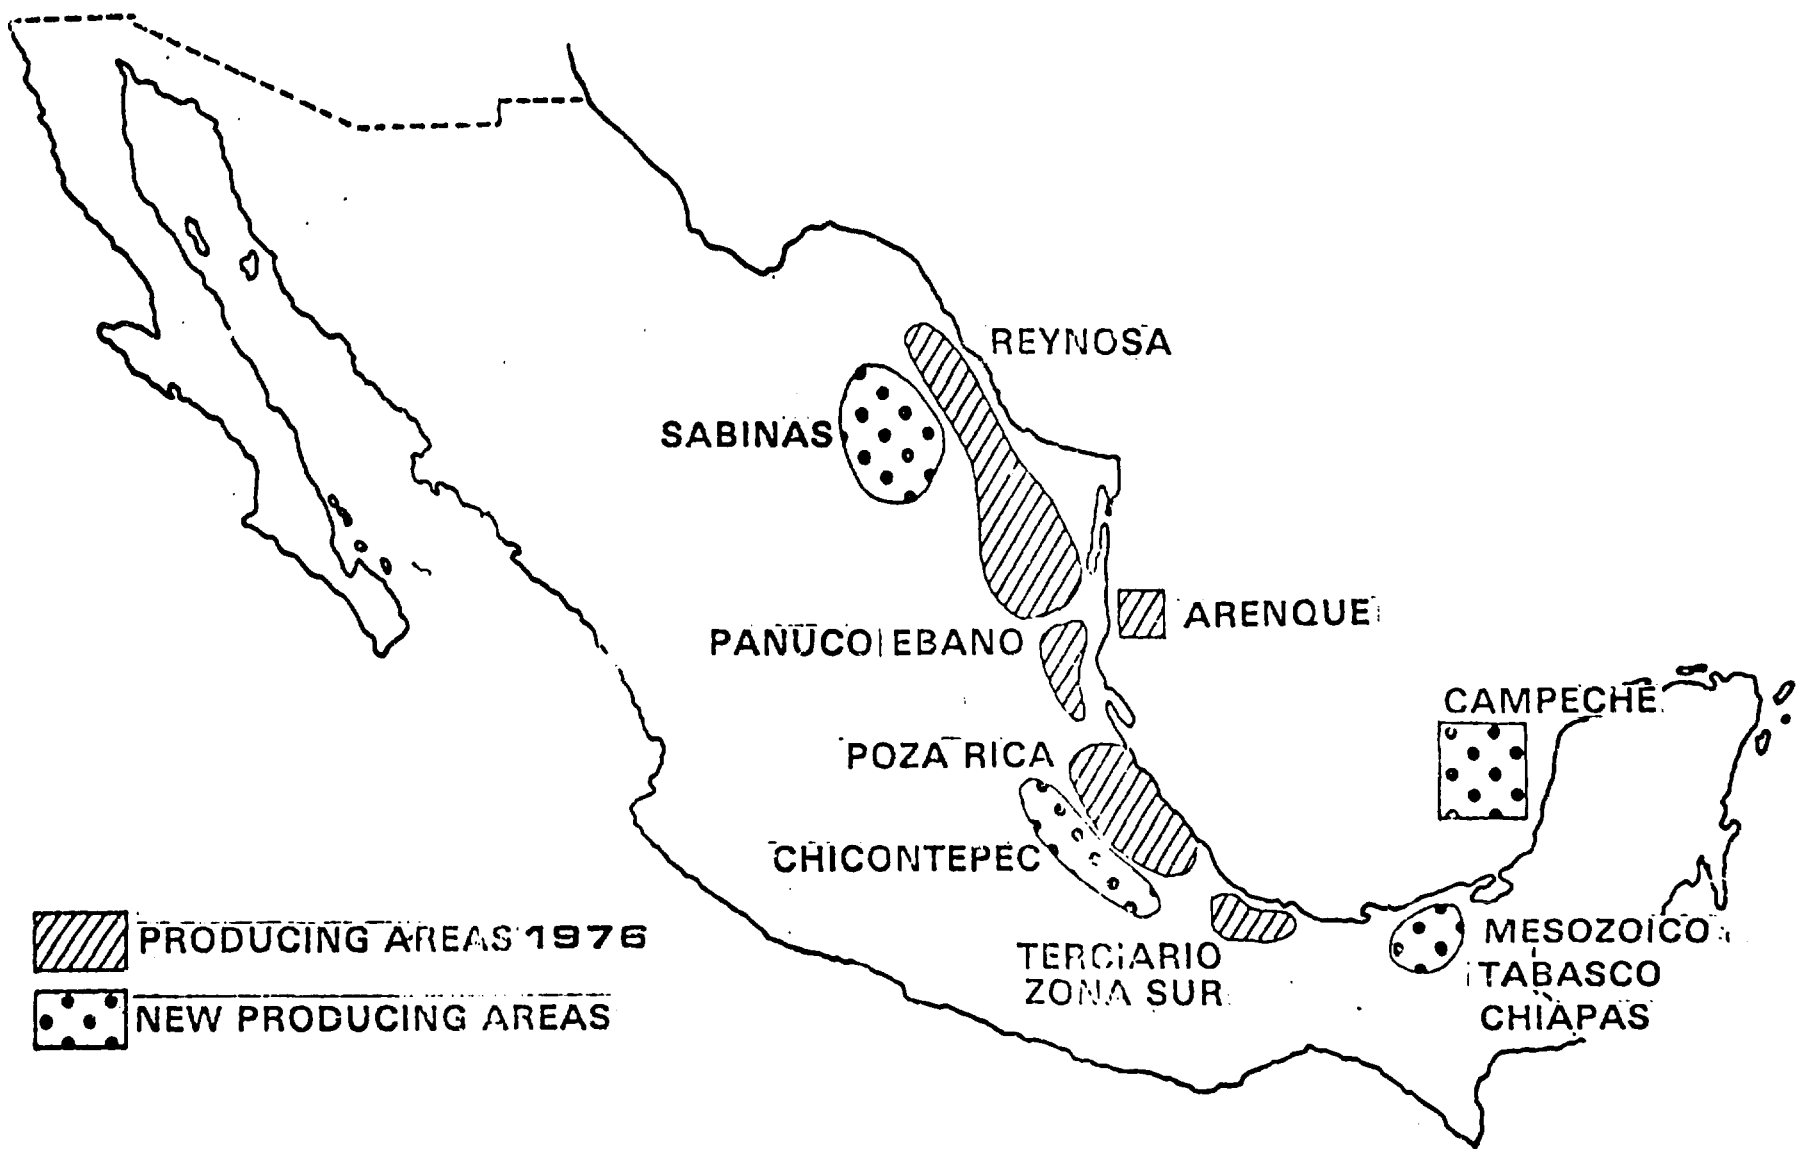 REYNOSA
SABINAS
ARENQUE
PANUCO EBANO
CAMPECHE
POZA RICA
CHICONTEPEC
PRODUCING AREAS 1976
TERCIARIO
ZONA SUR
MESOZOICO
TABASCO
CHIAPAS
NEW PRODUCING AREAS